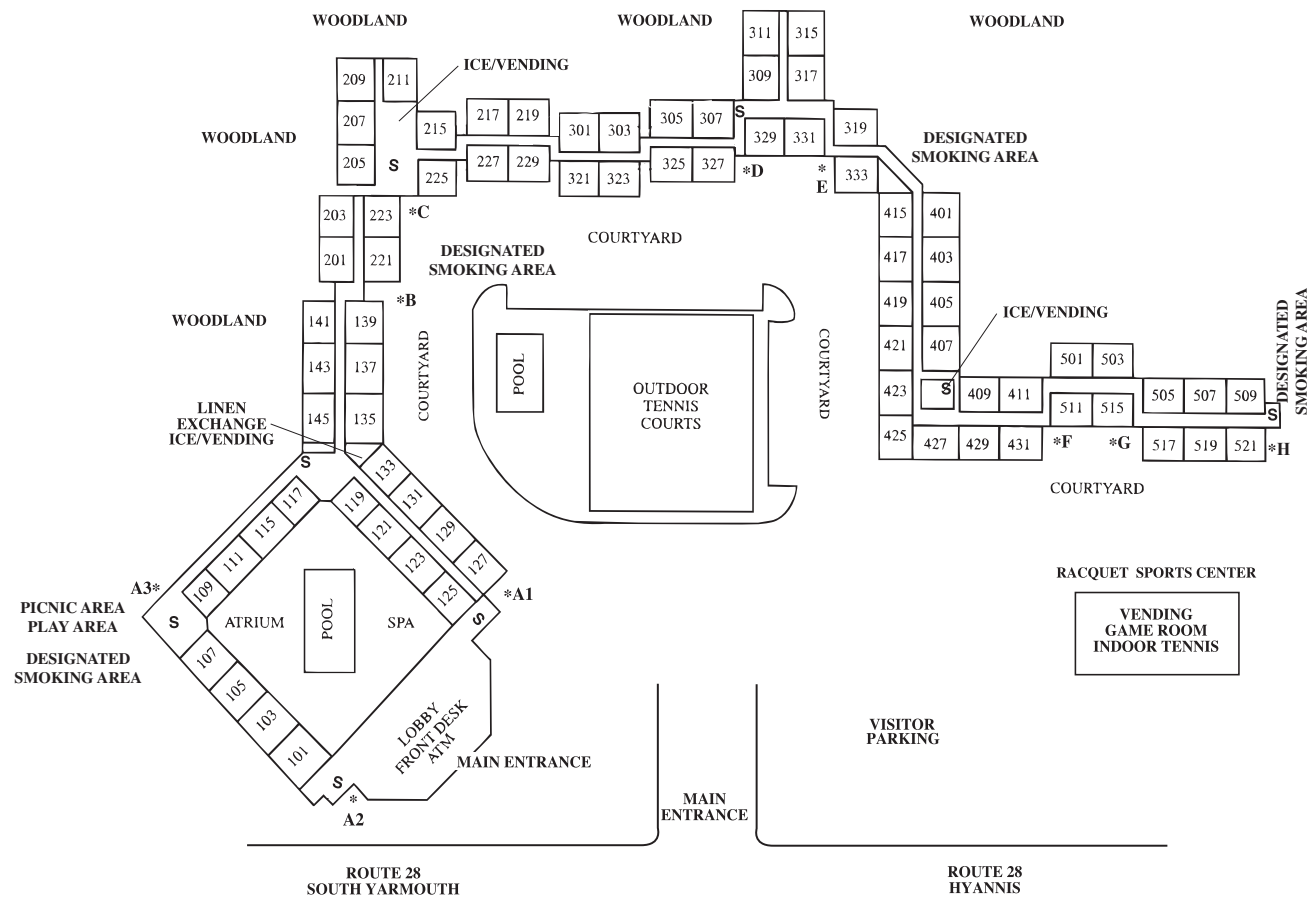 WOODLAND
WOODLAND
WOODLAND
311
315
309
317
209
211
ICE/VENDING
207
215
217
219
301
303
305
307
S
329
331
319
DESIGNATED
SMOKING AREA
WOODLAND
205
S
225
227
229
321
323
325
327
*D
*
E
333
203
223
*C
415
401
COURTYARD
201
221
DESIGNATED
SMOKING AREA
417
403
*B
WOODLAND
141
139
419
405
ICE/VENDING
DESIGNATED
SMOKING AREA
143
137
COURTYARD
POOL
OUTDOOR
TENNIS
COURTS
COURTYARD
421
407
501
503
423
S
409
411
511
515
505
507
509
S
LINEN
EXCHANGE
ICE/VENDING
145
135
425
427
429
431
*F
*G
517
519
521
*H
S
133
COURTYARD
117
119
131
115
121
129
111
123
127
109
125
A3*
*A1
S
S
PICNIC AREA
PLAY AREA
ATRIUM
POOL
SPA
DESIGNATED
SMOKING AREA
107
105
103
101
RACQUET SPORTS CENTER
VENDING
GAME ROOM
INDOOR TENNIS
LOBBY
FRONT DESK
ATM
MAIN ENTRANCE
VISITOR
PARKING
S
*
A2
MAIN
ENTRANCE
ROUTE 28
SOUTH YARMOUTH
ROUTE 28
HYANNIS